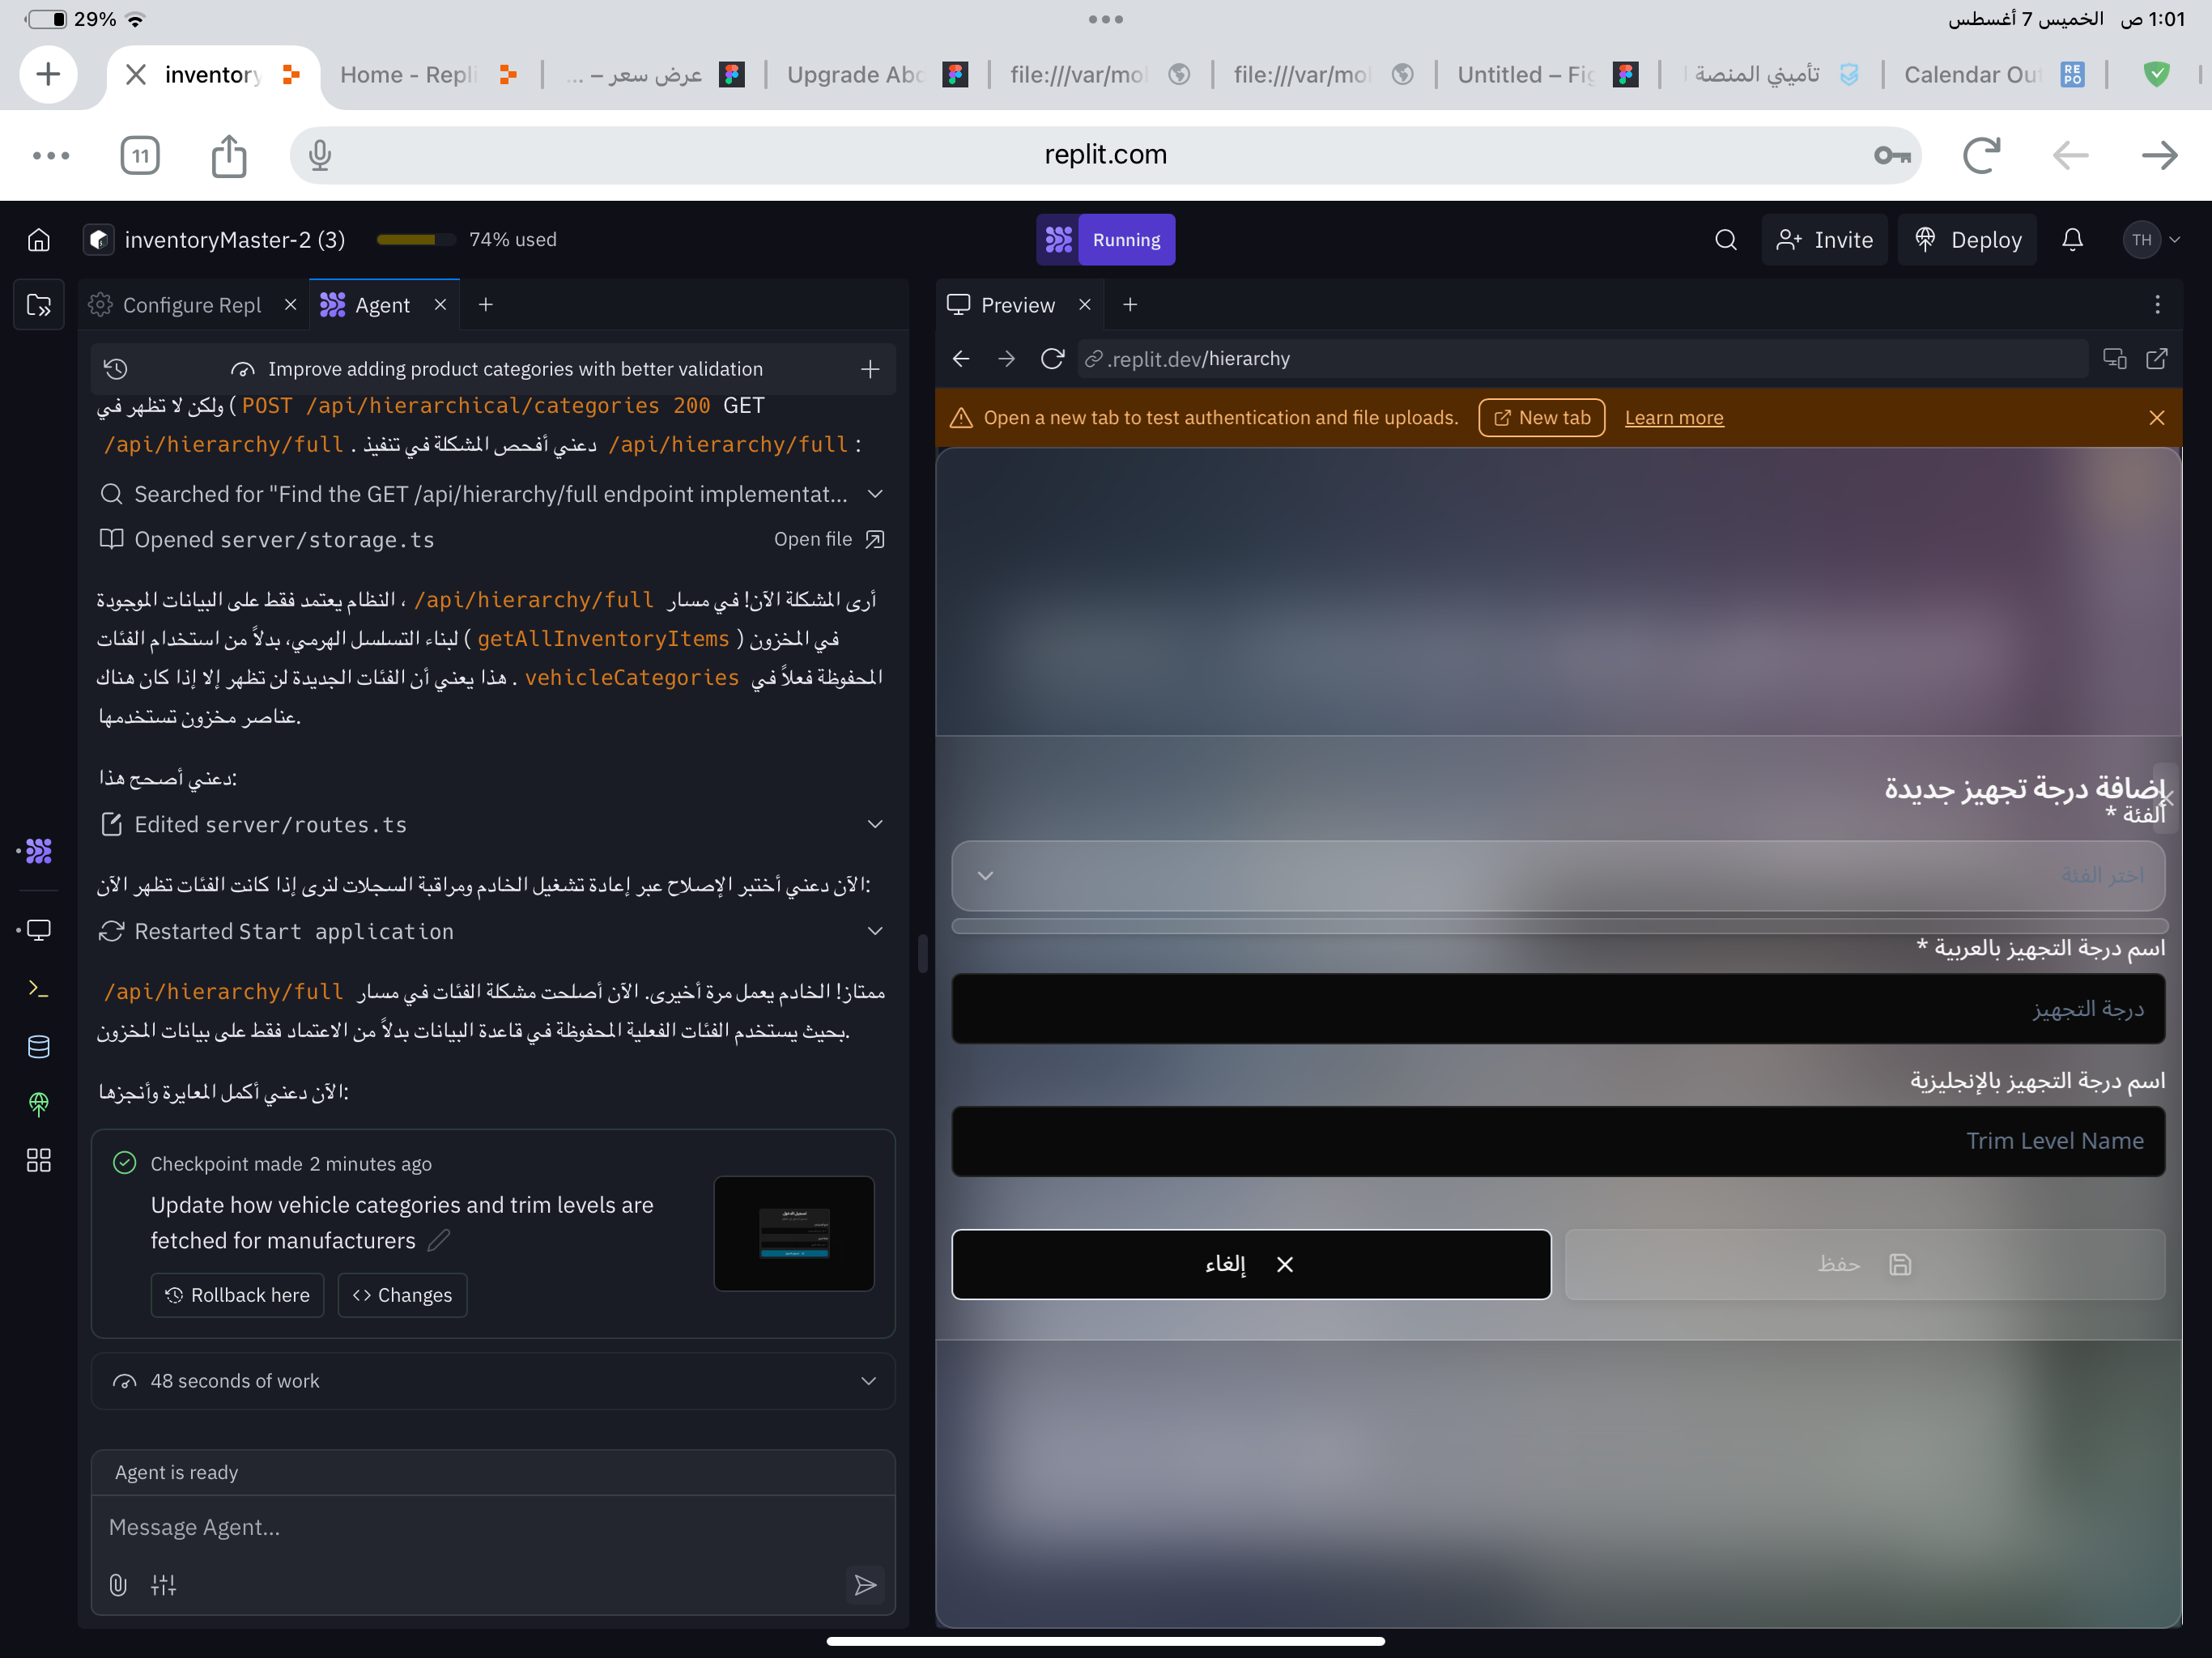 29%
1:01 ص الخميس 7 أغسطس
inventory
Home - Repli
عرض سعر – ...
Upgrade Abo
file:///var/mol
file:///var/mol
Untitled – Fig
تأميني المنصة
Calendar Out
REPO
11
replit.com
inventoryMaster-2 (3)
74% used
Running
Invite
Deploy
TH
Configure Repl
Agent
Improve adding product categories with better validation
POST /api/hierarchical/categories 200 GET ) ولكن لا تظهر في
/api/hierarchy/full . دعني أفحص المشكلة في تنفيذ /api/hierarchy/full :
Searched for "Find the GET /api/hierarchy/full endpoint implementat...
Opened server/storage.ts
Open file
أرى المشكلة الآن! في مسار /api/hierarchy/full ، النظام يعتمد فقط على البيانات الموجودة
في المخزون ( getAllInventoryItems ) لبناء التسلسل الهرمي، بدلاً من استخدام الفئات
المحفوظة فعلاً في vehicleCategories . هذا يعني أن الفئات الجديدة لن تظهر إلا إذا كان هناك
عناصر مخزون تستخدمها.
دعني أصحح هذا:
Edited server/routes.ts
الآن دعني أختبر الإصلاح عبر إعادة تشغيل الخادم ومراقبة السجلات لنرى إذا كانت الفئات تظهر الآن:
Restarted Start application
ممتاز! الخادم يعمل مرة أخيرى. الآن أصلحت مشكلة الفئات في مسار /api/hierarchy/full
بحيث يستخدم الفئات الفعلية المحفوظة في قاعدة البيانات بدلاً من الاعتماد فقط على بيانات المخزون.
الآن دعني أكمل المعايرة وأنجزها:
Checkpoint made 2 minutes ago
Update how vehicle categories and trim levels are
fetched for manufacturers
Rollback here
Changes
48 seconds of work
Agent is ready
Message Agent...
Preview
.replit.dev/hierarchy
Open a new tab to test authentication and file uploads.
New tab
Learn more
إضافة درجة تجهيز جديدة
الفئة *
اختر الفئة
اسم درجة التجهيز بالعربية *
درجة التجهيز
اسم درجة التجهيز بالإنجليزية
Trim Level Name
حفظ
إلغاء